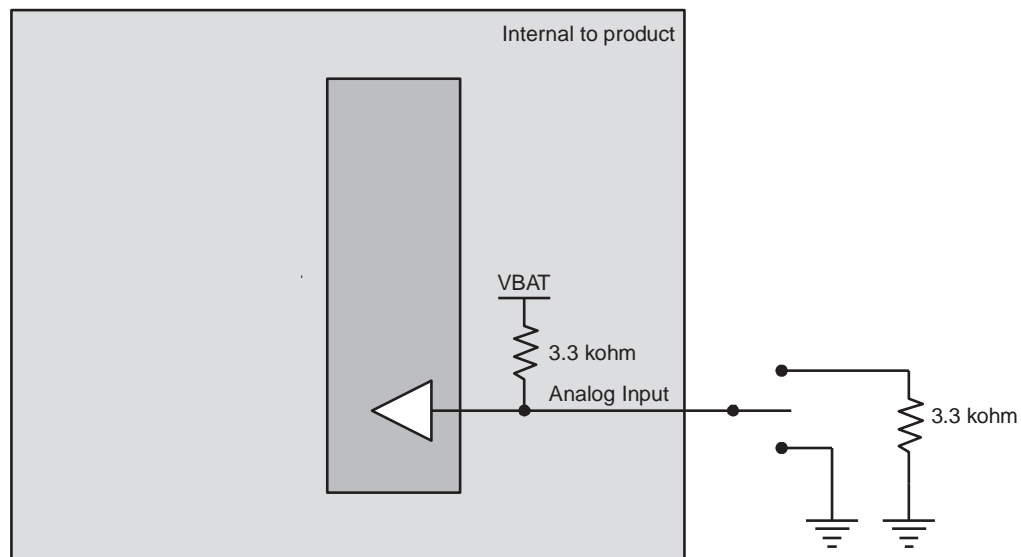 Internal to product
VBAT
3.3 kohm
Analog Input
3.3 kohm